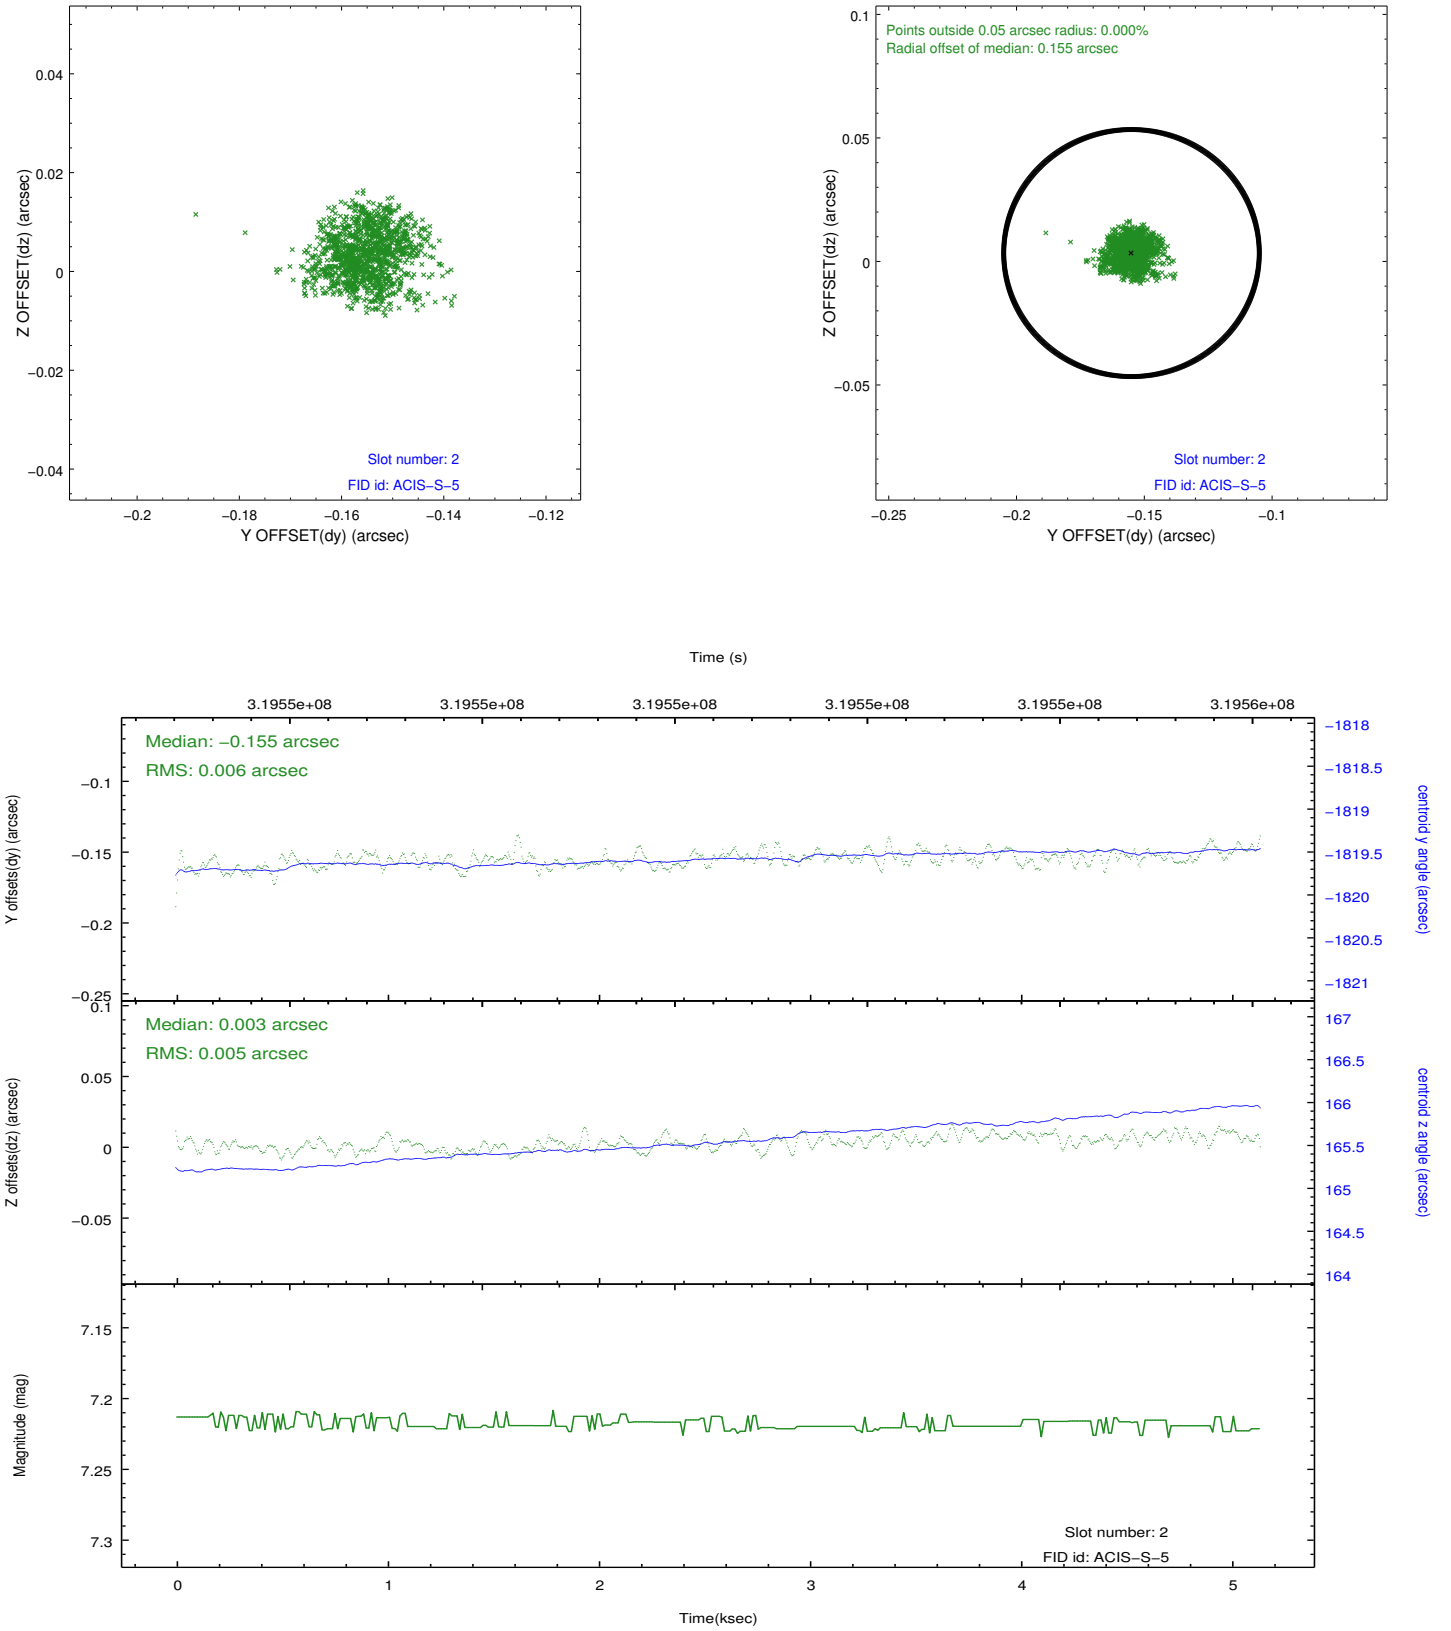 0.04
0.02
0
−0.02
−0.04
Z OFFSET(dz) (arcsec)
Slot number: 2
FID id: ACIS−S−5
−0.2
−0.18
−0.16
−0.14
−0.12
Y OFFSET(dy) (arcsec)
Points outside 0.05 arcsec radius: 0.000%
Radial offset of median: 0.155 arcsec
0.1
0.05
0
−0.05
Z OFFSET(dz) (arcsec)
Slot number: 2
FID id: ACIS−S−5
−0.25
−0.2
−0.15
−0.1
Y OFFSET(dy) (arcsec)
Time (s)
3.1955e+08
3.1955e+08
3.1955e+08
3.1955e+08
3.1955e+08
3.1956e+08
Median: −0.155 arcsec
RMS: 0.006 arcsec
−0.1
−0.15
−0.2
−0.25
Y offsets(dy) (arcsec)
−1818
−1818.5
−1819
−1819.5
−1820
−1820.5
−1821
centroid y angle (arcsec)
Median: 0.003 arcsec
RMS: 0.005 arcsec
0.1
0.05
0
−0.05
Z offsets(dz) (arcsec)
167
166.5
166
165.5
165
164.5
164
centroid z angle (arcsec)
7.15
7.2
7.25
7.3
Magnitude (mag)
Slot number: 2
FID id: ACIS−S−5
0
1
2
3
4
5
Time(ksec)